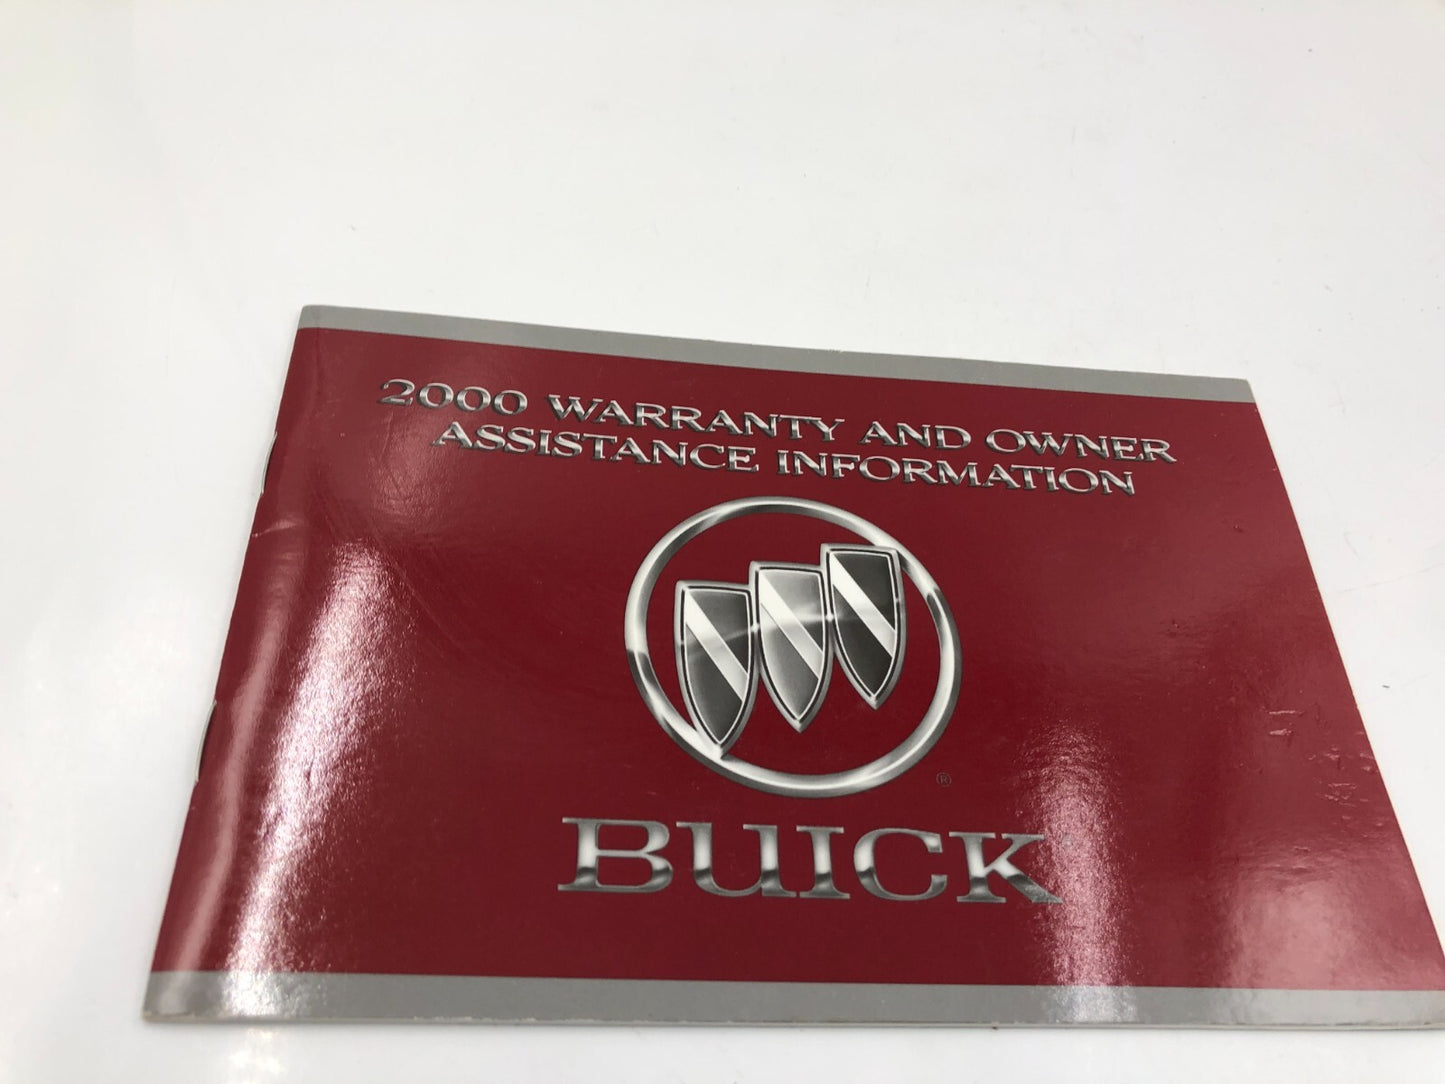 2000 WARRANTY AND OWNER
ASSISTANCE INFORMATION
®
BUICK